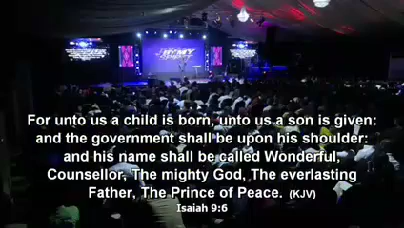 For unto us a child is born, unto us a son is given:
and the government shall be upon his shoulder:
and his name shall be called Wonderful,
Counsellor, The mighty God, The everlasting
Father, The Prince of Peace. (KJV)
Isaiah 9:6